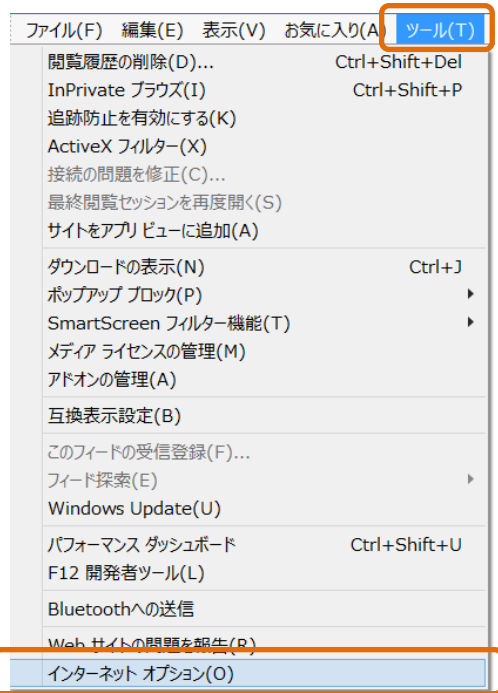 ファイル(F) 編集(E) 表示(V) お気に入り(A) ツール(T)
閲覧履歴の削除(D)... Ctrl+Shift+Del
InPrivate ブラウズ(I) Ctrl+Shift+P
追跡防止を有効にする(K)
ActiveX フィルター(X)
接続の問題を修正(C)...
最終閲覧セッションを再度開く(S)
サイトをアプリ ビューに追加(A)
ダウンロードの表示(N) Ctrl+J
ポップアップ ブロック(P)
SmartScreen フィルター機能(T)
メディア ライセンスの管理(M)
アドオンの管理(A)
互換表示設定(B)
このフィードの受信登録(F)...
フィード探索(E)
Windows Update(U)
パフォーマンス ダッシュボード Ctrl+Shift+U
F12 開発者ツール(L)
Bluetoothへの送信
Web サイトの問題を報告(R)
インターネット オプション(O)